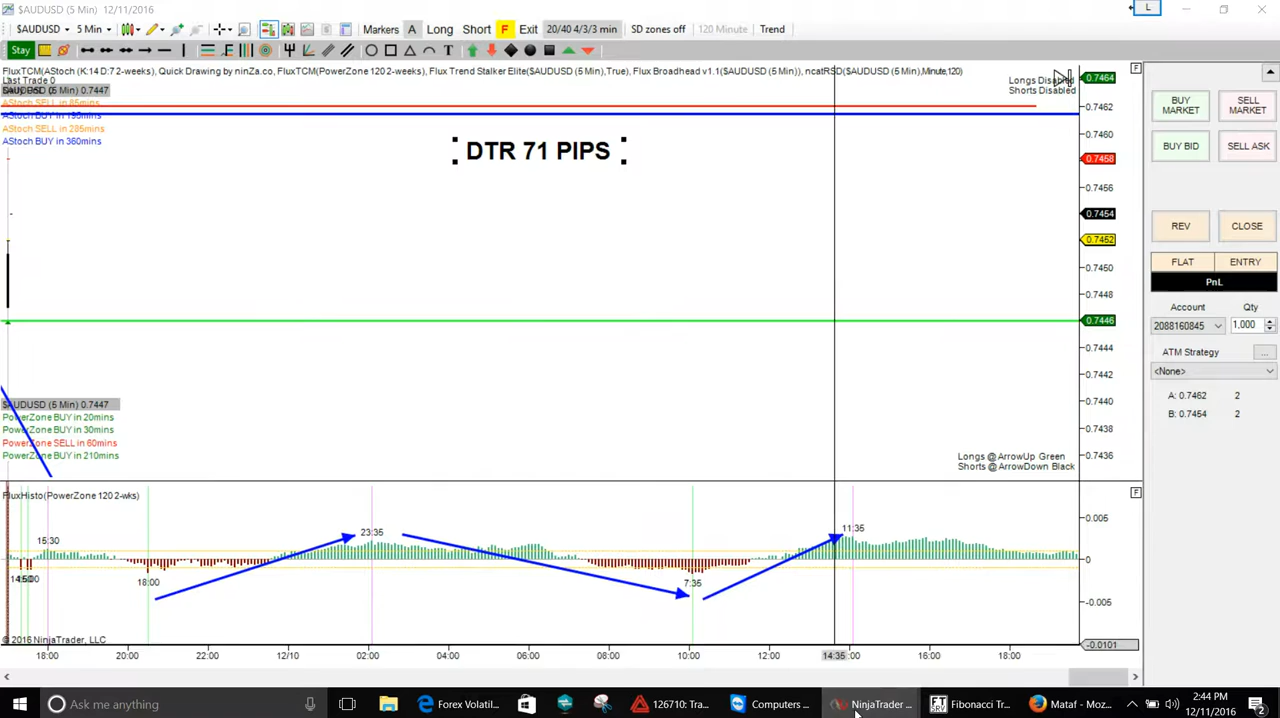 $AUDUSD (5 Min) 12/11/2016
L
$AUDUSD 5 Min Markers A Long Short F Exit 20/40 4/3/3 min SD zones off 120 Minute Trend
Stay F T
FluxTCM(AStoch (K:14 D:7 2-weeks), Quick Drawing by ninZa.co, FluxTCM(PowerZone 120 2-weeks), Flux Trend Stalker Elite($AUDUSD (5 Min),True), Flux Broadhead v1.1($AUDUSD (5 Min)), ncatRSD($AUDUSD (5 Min),Minute,120)
Last Trade 0
$AUDUSD (5 Min) 0.7447
AStoch SELL in 85mins
AStoch BUY in 195mins
AStoch SELL in 285mins
AStoch BUY in 360mins
Longs Disabled
Shorts Disabled
DTR 71 PIPS
F
0.7464
0.7462
0.7460
0.7458
0.7456
0.7454
0.7452
0.7450
0.7448
0.7446
0.7444
0.7442
0.7440
0.7438
0.7436
$AUDUSD (5 Min) 0.7447
PowerZone BUY in 20mins
PowerZone BUY in 30mins
PowerZone SELL in 60mins
PowerZone BUY in 210mins
Longs @ArrowUp Green
Shorts @ArrowDown Black
BUY MARKET
SELL MARKET
BUY BID
SELL ASK
REV
CLOSE
FLAT
ENTRY
PnL
Account Qty
2088160845 1.000
ATM Strategy ...
<None>
A: 0.7462 2
B: 0.7454 2
FluxHisto(PowerZone 120 2-wks)
F
15:30
18:00
23:35
7:35
11:35
0.005
0
-0.005
-0.0101
© 2016 NinjaTrader, LLC
18:00 20:00 22:00 12/10 02:00 04:00 06:00 08:00 10:00 12:00 14:35 :00 16:00 18:00
Ask me anything
Forex Volatil...
126710: Tra...
Computers ...
NinjaTrader ...
FT SRY Fibonacci Tr...
Mataf - Moz...
2:44 PM
12/11/2016
2